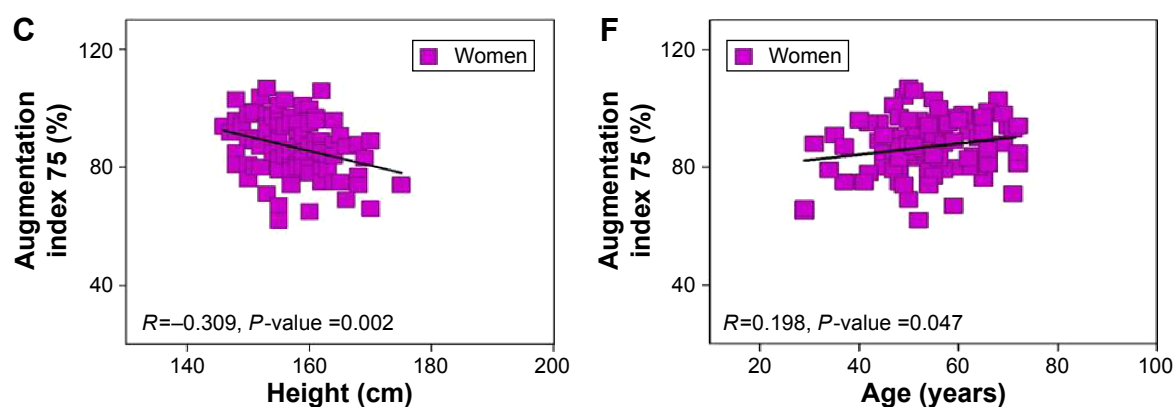 C
Augmentation
index 75 (%)
120
80
40
Women
R=–0.309, P-value =0.002
140 160 180 200
Height (cm)
F
Augmentation
index 75 (%)
120
80
40
Women
R=0.198, P-value =0.047
20 40 60 80 100
Age (years)